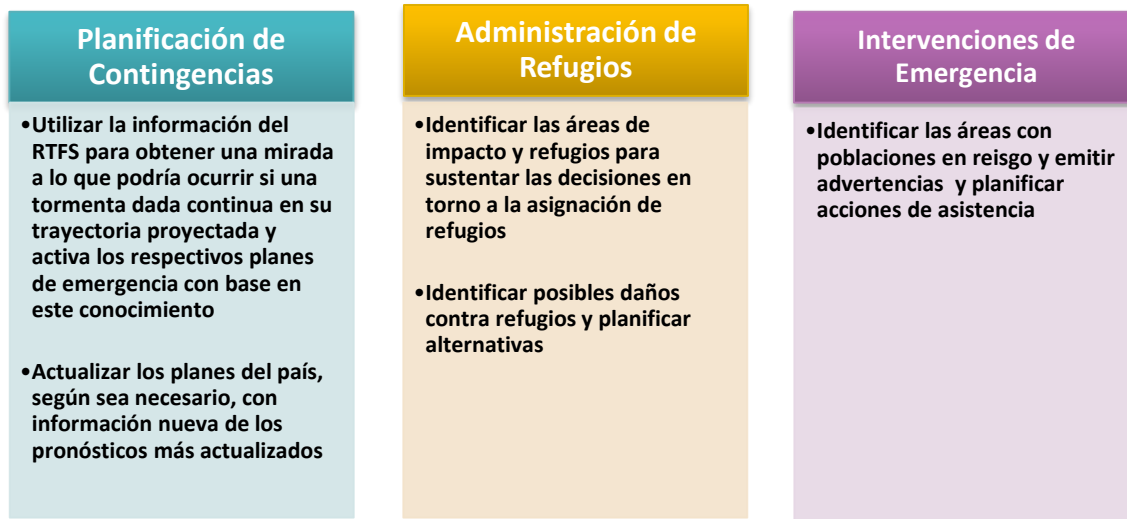 Planificación de
Contingencias
•Utilizar la información del
RTFS para obtener una mirada
a lo que podría ocurrir si una
tormenta dada continua en su
trayectoria proyectada y
activa los respectivos planes
de emergencia con base en
este conocimiento
•Actualizar los planes del país,
según sea necesario, con
información nueva de los
pronósticos más actualizados
Administración de
Refugios
•Identificar las áreas de
impacto y refugios para
sustentar las decisiones en
torno a la asignación de
refugios
•Identificar posibles daños
contra refugios y planificar
alternativas
Intervenciones de
Emergencia
•Identificar las áreas con
poblaciones en reisgo y emitir
advertencias y planificar
acciones de asistencia